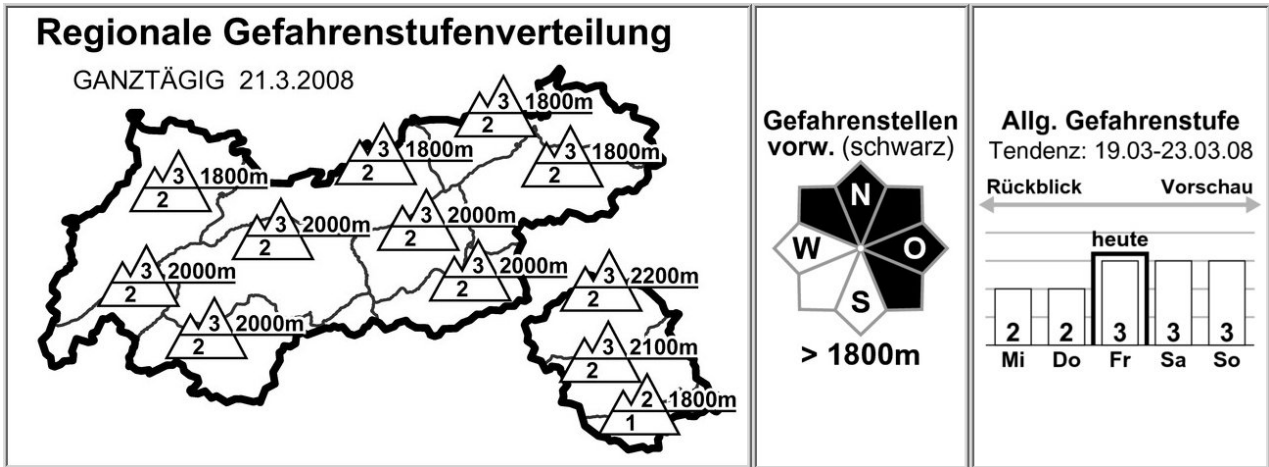 Regionale Gefahrenstufenverteilung
GANZTÄGIG 21.3.2008
3 1800m
2
3 1800m
2
3 1800m
2
3 1800m
2
3 2000m
2
3 2000m
2
3 2000m
2
3 2000m
2
3 2000m
2
3 2200m
2
3 2100m
2
2 1800m
1
Gefahrenstellen
vorw. (schwarz)
N
W O
S
> 1800m
Allg. Gefahrenstufe
Tendenz: 19.03-23.03.08
Rückblick Vorschau
heute
2 2 3 3 3
Mi Do Fr Sa So